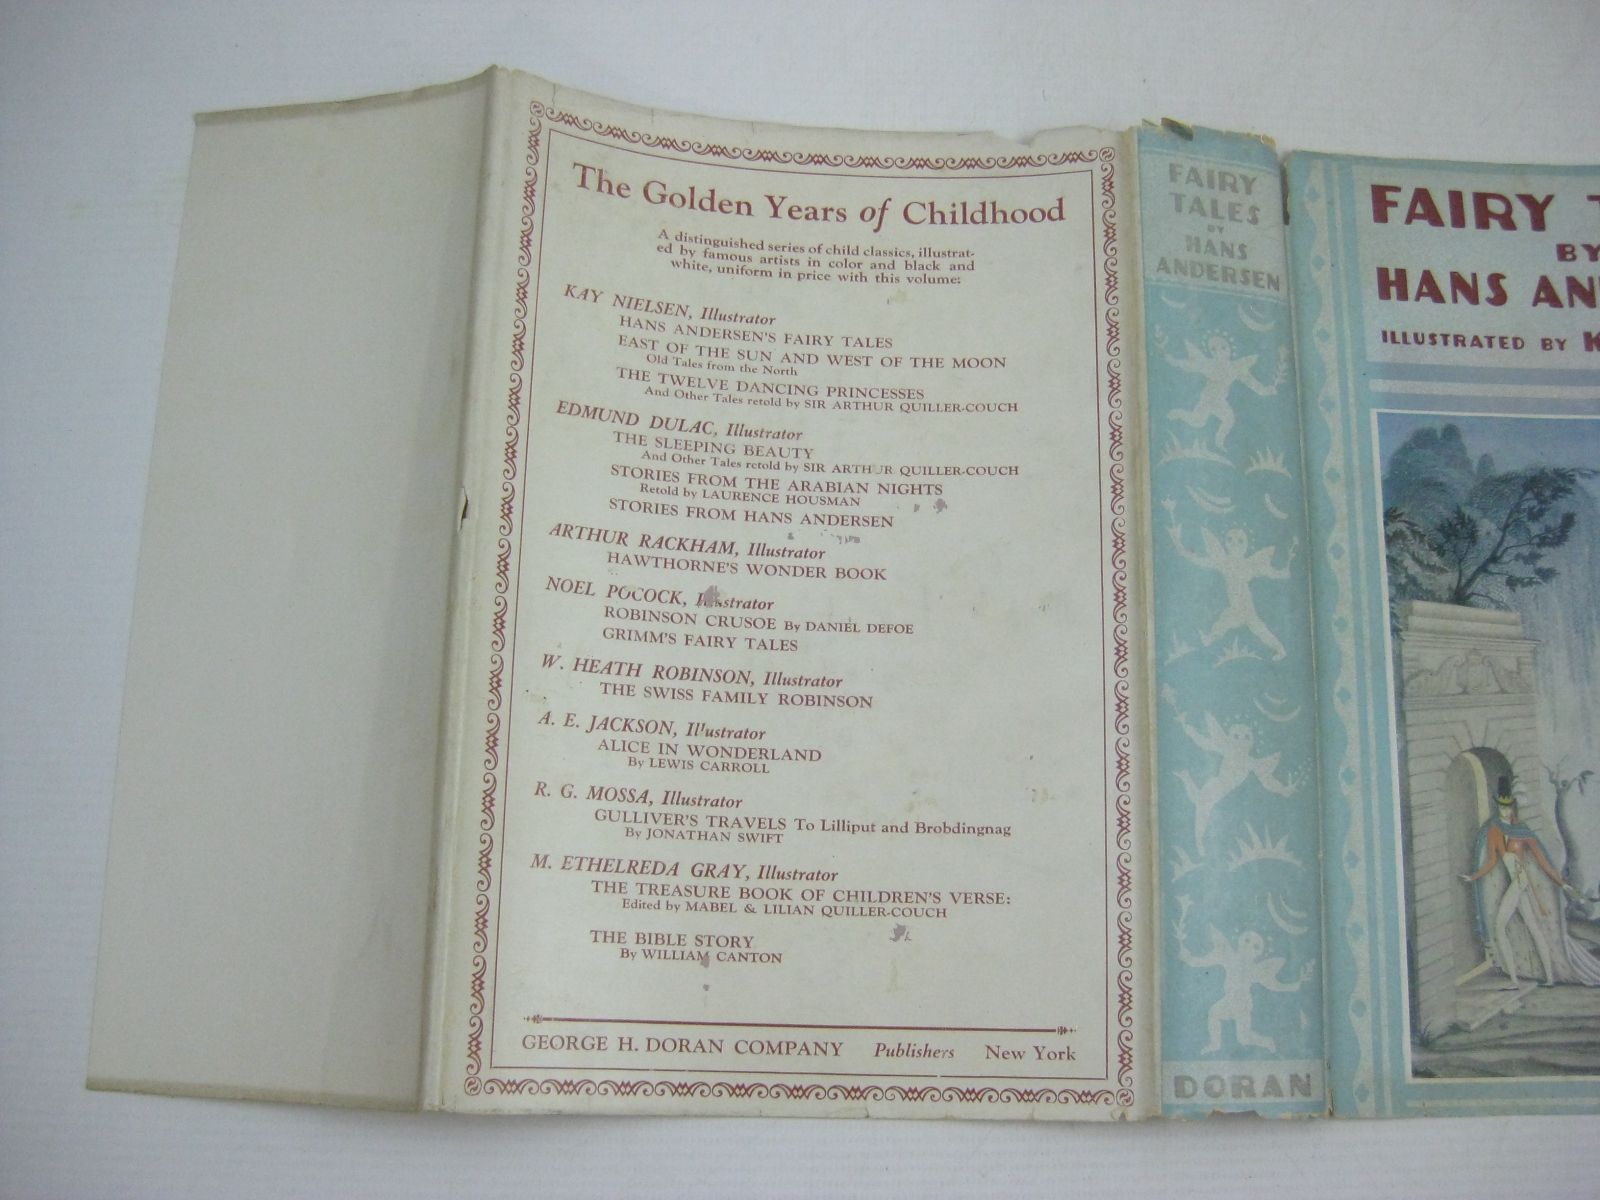 The Golden Years of Childhood
A distinguished series of child classics, illustrat-
ed by famous artists in color and black and
white, uniform in price with this volume:
KAY NIELSEN, Illustrator
HANS ANDERSEN'S FAIRY TALES
EAST OF THE SUN AND WEST OF THE MOON
Old Tales from the North
THE TWELVE DANCING PRINCESSES
And Other Tales retold by SIR ARTHUR QUILLER-COUCH
EDMUND DULAC, Illustrator
THE SLEEPING BEAUTY
And Other Tales retold by SIR ARTHUR QUILLER-COUCH
STORIES FROM THE ARABIAN NIGHTS
Retold by LAURENCE HOUSMAN
STORIES FROM HANS ANDERSEN
ARTHUR RACKHAM, Illustrator
HAWTHORNE'S WONDER BOOK
NOEL POCOCK, Illustrator
ROBINSON CRUSOE By DANIEL DEFOE
GRIMM'S FAIRY TALES
W. HEATH ROBINSON, Illustrator
THE SWISS FAMILY ROBINSON
A. E. JACKSON, Illustrator
ALICE IN WONDERLAND
By LEWIS CARROLL
R. G. MOSSA, Illustrator
GULLIVER'S TRAVELS To Lilliput and Brobdingnag
By JONATHAN SWIFT
M. ETHELREDA GRAY, Illustrator
THE TREASURE BOOK OF CHILDREN'S VERSE:
Edited by MABEL & LILIAN QUILLER-COUCH
THE BIBLE STORY
By WILLIAM CANTON
GEORGE H. DORAN COMPANY Publishers New York
FAIRY
TALES
BY
HANS
ANDERSEN
DORAN
FAIRY
BY
HANS AN
ILLUSTRATED BY K